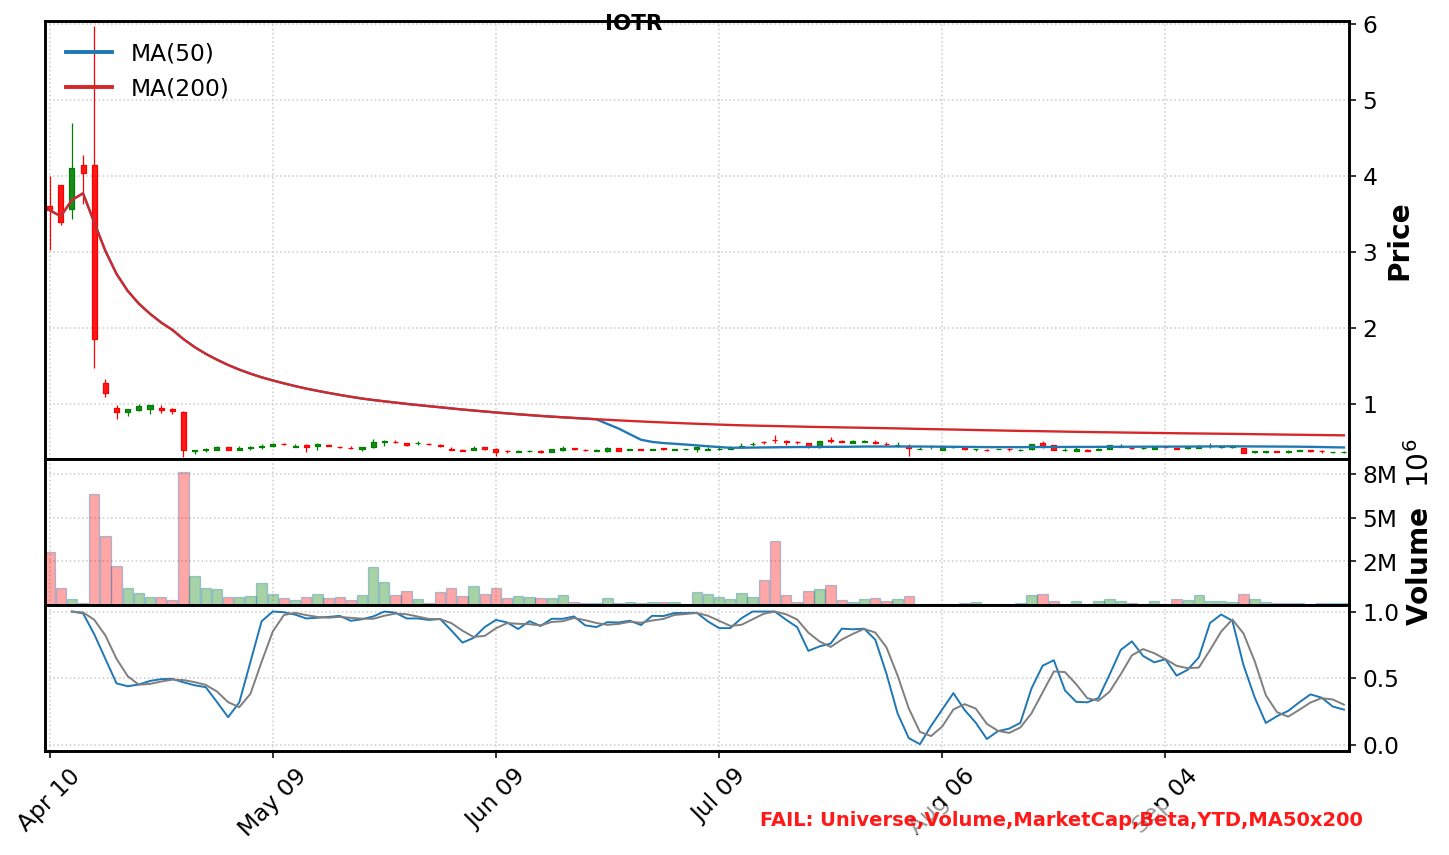 IOTR
MA(50)
MA(200)
6
5
4
3
2
1
Price
10^6
8M
5M
2M
Volume
1.0
0.5
0.0
Apr 10
May 09
Jun 09
Jul 09
Aug 06
Sep 04
FAIL: Universe,Volume,MarketCap,Beta,YTD,MA50x200